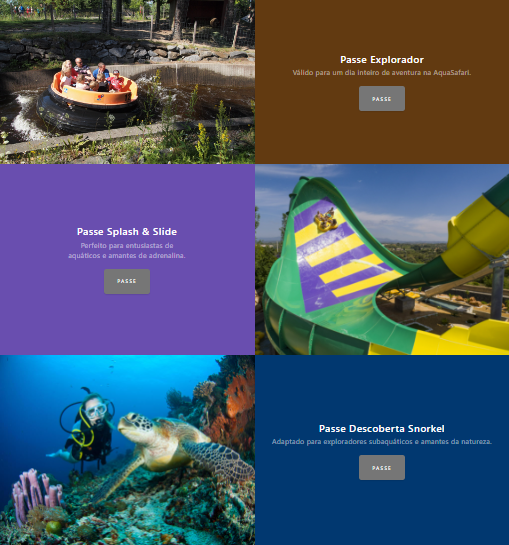 Passe Explorador
Válido para um dia inteiro de aventura na AquaSafari.
PASSE
Passe Splash & Slide
Perfeito para entusiastas de
aquáticos e amantes de adrenalina.
PASSE
Passe Descoberta Snorkel
Adaptado para exploradores subaquáticos e amantes da natureza.
PASSE